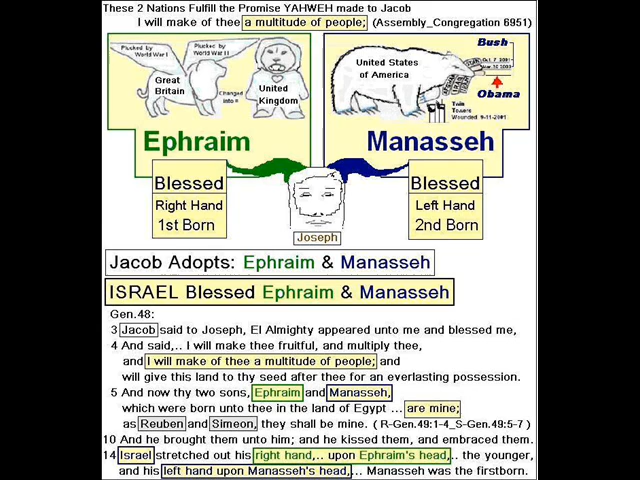 These 2 Nations Fulfill the Promise YAHWEH made to Jacob
I will make of thee a multitude of people; (Assembly_Congregation 6951)
Plucked by World War I
Plucked by World War II
Great Britain
Changed into a
United Kingdom
United States of America
Bush
Oct 7, 2001
Mar 20 2003
Obama
Twin Towers
Wounded 9-11-2001
Ephraim
Manasseh
Blessed
Right Hand
1st Born
Blessed
Left Hand
2nd Born
Joseph
Jacob Adopts: Ephraim & Manasseh
ISRAEL Blessed Ephraim & Manasseh
Gen.48:
3 Jacob said to Joseph, El Almighty appeared unto me and blessed me,
4 And said,.. I will make thee fruitful, and multiply thee,
and I will make of thee a multitude of people; and
will give this land to thy seed after thee for an everlasting possession.
5 And now thy two sons, Ephraim and Manasseh,
which were born unto thee in the land of Egypt ... are mine;
as Reuben and Simeon, they shall be mine. ( R-Gen.49:1-4_S-Gen.49:5-7 )
10 And he brought them unto him; and he kissed them, and embraced them.
14 Israel stretched out his right hand,.. upon Ephraim's head,.. the younger,
and his left hand upon Manasseh's head,... Manasseh was the firstborn.